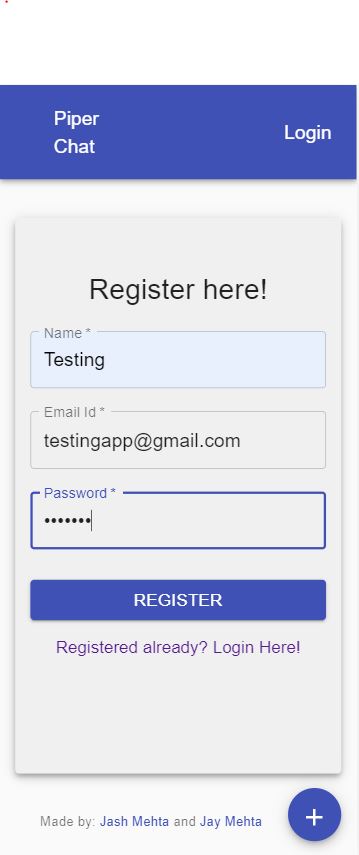 Piper
Chat
Login
Register here!
Name *
Testing
Email Id *
testingapp@gmail.com
Password *
•••••••
REGISTER
Registered already? Login Here!
Made by: Jash Mehta and Jay Mehta
+